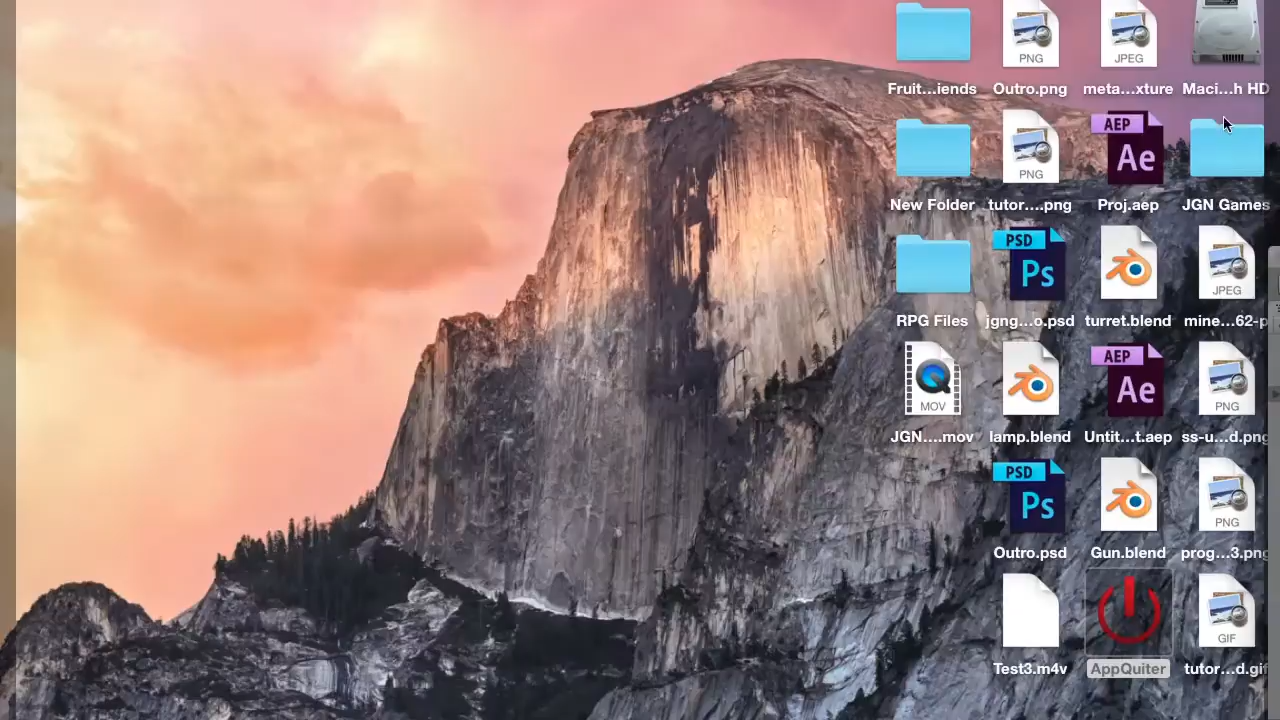 PNG
JPEG
Fruit...iends
Outro.png
meta...xture
Maci...h HD
PNG
AEP
Ae
New Folder
tutor....png
Proj.aep
JGN Games
PSD
Ps
JPEG
RPG Files
jgng...o.psd
turret.blend
mine...62-p
MOV
AEP
Ae
PNG
JGN....mov
lamp.blend
Untit...t.aep
ss-u...d.png
PSD
Ps
PNG
Outro.psd
Gun.blend
prog...3.png
GIF
Test3.m4v
AppQuiter
tutor...d.gif